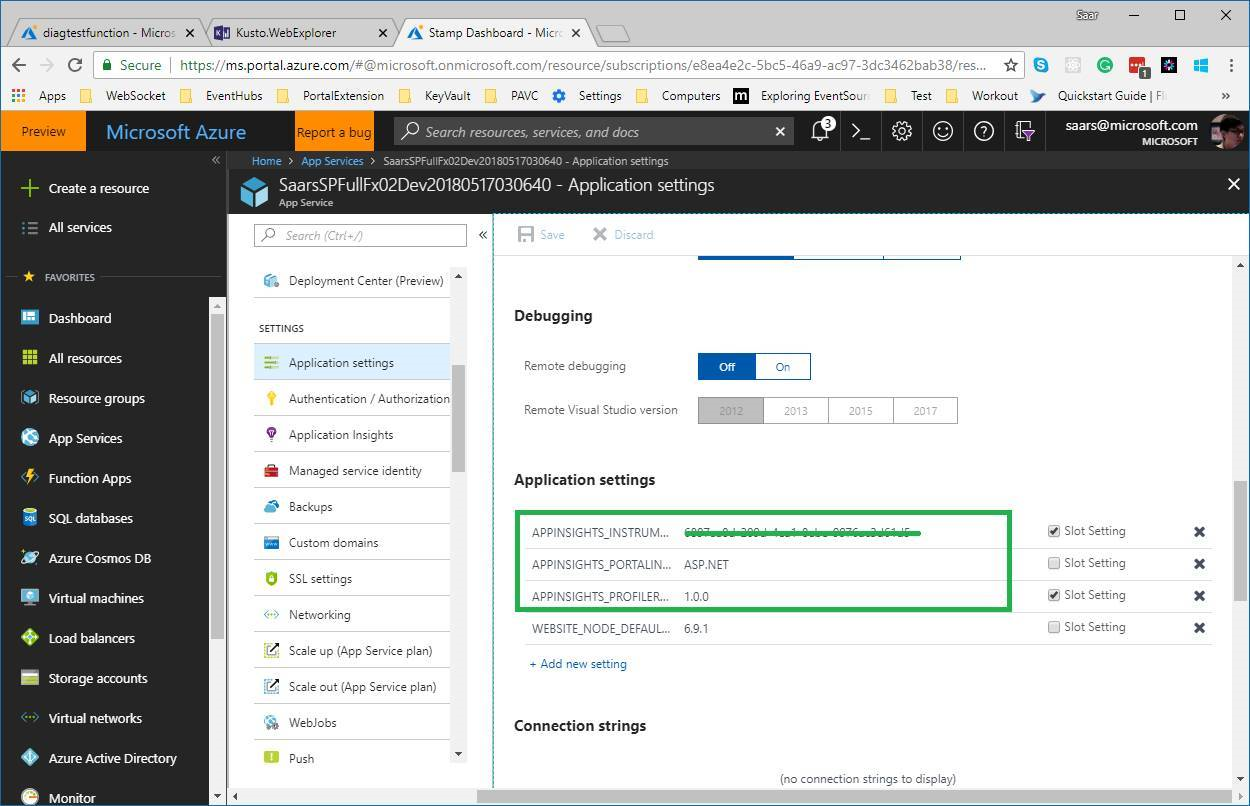 Saar
diagtestfunction - Micros
Kusto.WebExplorer
Stamp Dashboard - Micr
Secure
https://ms.portal.azure.com/#@microsoft.onmicrosoft.com/resource/subscriptions/e8ea4e2c-5bc5-46a9-ac97-3dc3462bab38/res...
1
Apps
WebSocket
EventHubs
PortalExtension
KeyVault
PAVC
Settings
Computers
m
Exploring EventSour
Test
Workout
Quickstart Guide | Fl
»
Preview
Microsoft Azure
Report a bug
Search resources, services, and docs
3
saars@microsoft.com
MICROSOFT
«
Home > App Services > SaarsSPFullFx02Dev20180517030640 - Application settings
SaarsSPFullFx02Dev20180517030640 - Application settings
App Service
Create a resource
All services
FAVORITES
Dashboard
All resources
Resource groups
App Services
Function Apps
SQL databases
Azure Cosmos DB
Virtual machines
Load balancers
Storage accounts
Virtual networks
Azure Active Directory
Monitor
Search (Ctrl+/)
«
Deployment Center (Preview)
SETTINGS
Application settings
Authentication / Authorization
Application Insights
Managed service identity
Backups
Custom domains
SSL settings
Networking
Scale up (App Service plan)
Scale out (App Service plan)
WebJobs
Push
Save
Discard
Debugging
Remote debugging
Off
On
Remote Visual Studio version
2012
2013
2015
2017
Application settings
APPINSIGHTS_INSTRUM...
Slot Setting
APPINSIGHTS_PORTALIN...
ASP.NET
Slot Setting
APPINSIGHTS_PROFILER...
1.0.0
Slot Setting
WEBSITE_NODE_DEFAUL...
6.9.1
Slot Setting
+ Add new setting
Connection strings
(no connection strings to display)